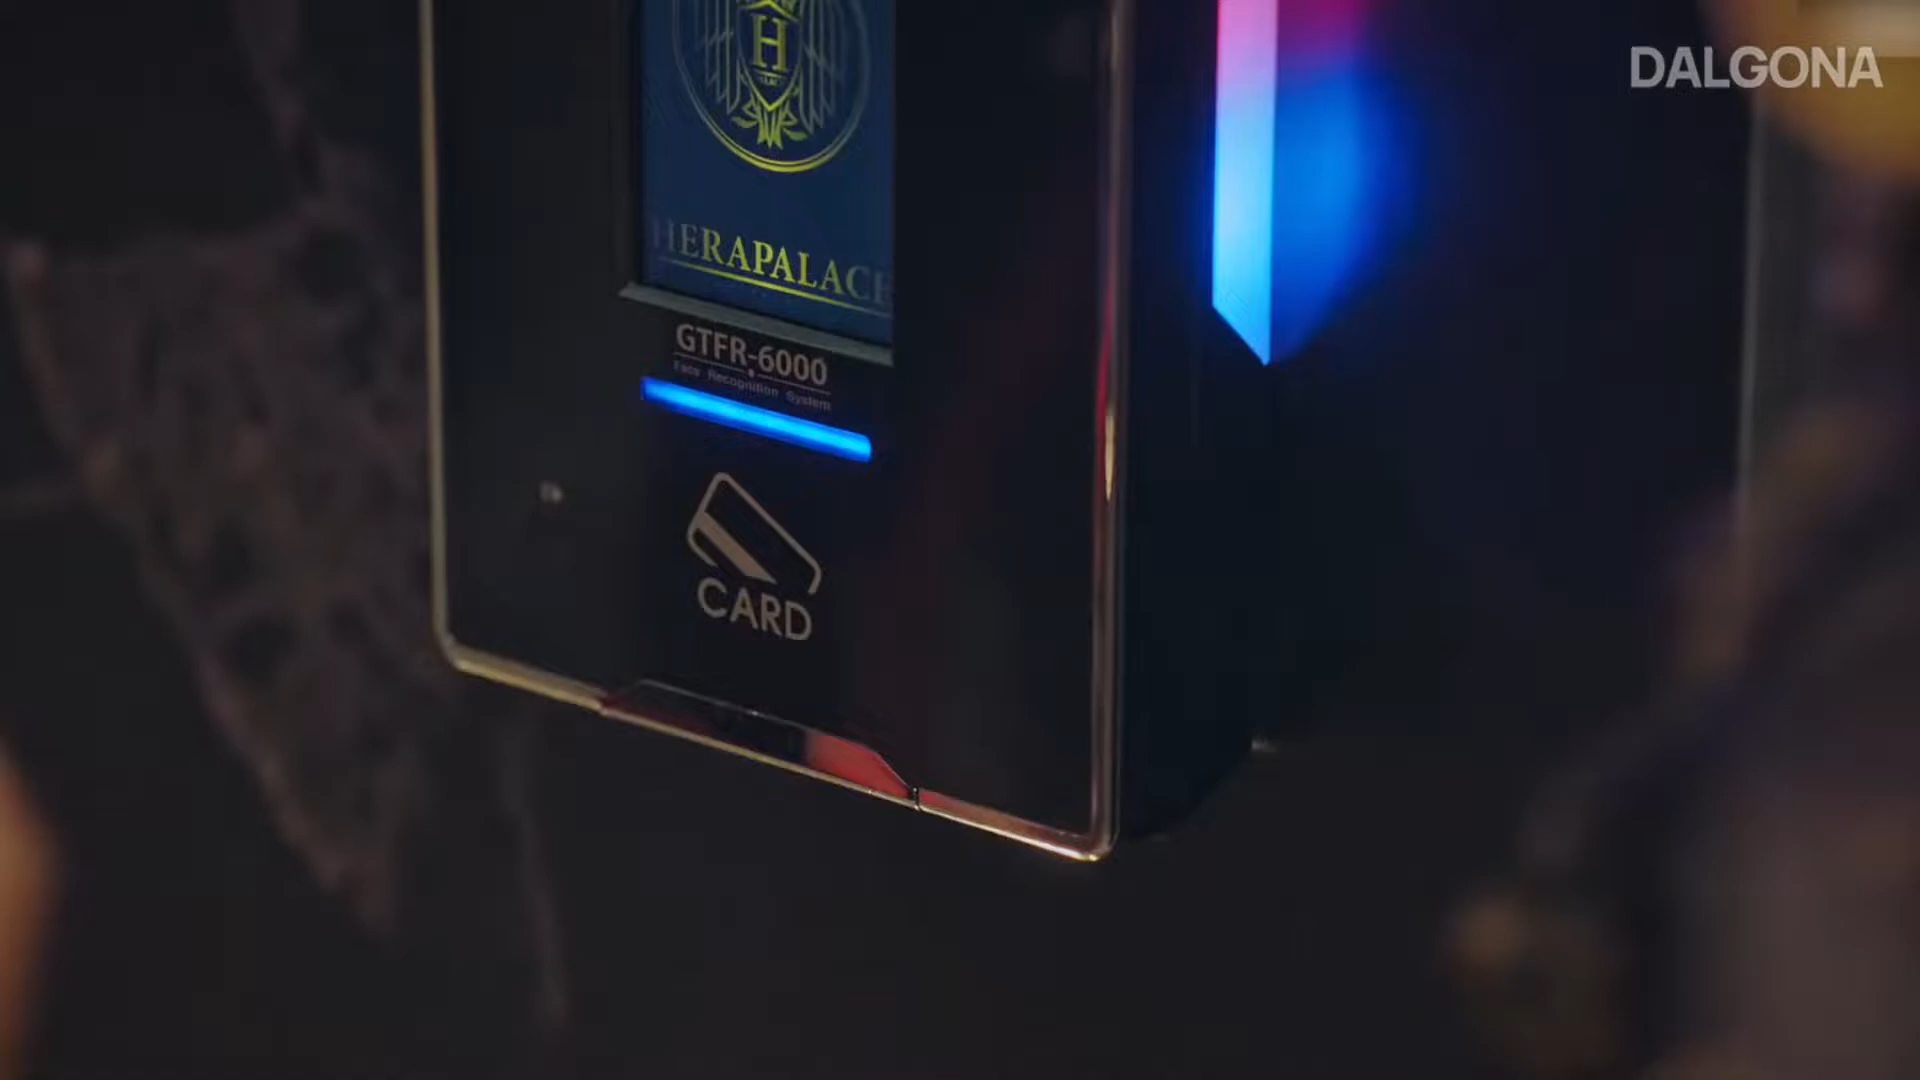 DALGONA
H
HERAPALACE
GTFR-6000
Face Recognition System
CARD